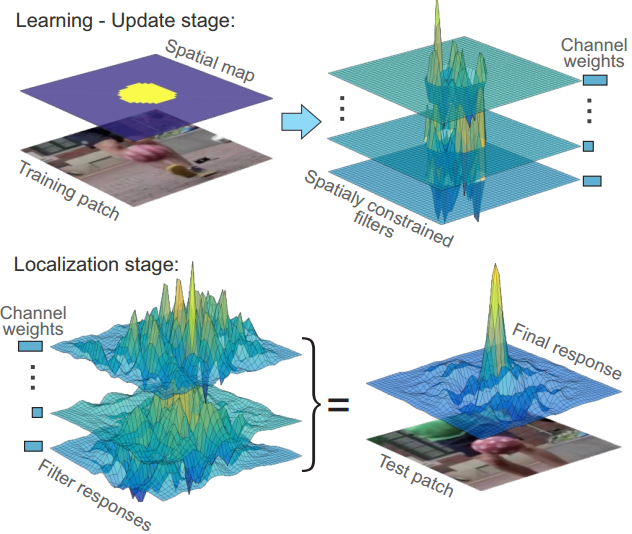 Learning - Update stage:
Spatial map
Training patch
Channel
weights
Spatialy constrained
filters
Localization stage:
Channel
weights
Filter responses
=
Final response
Test patch